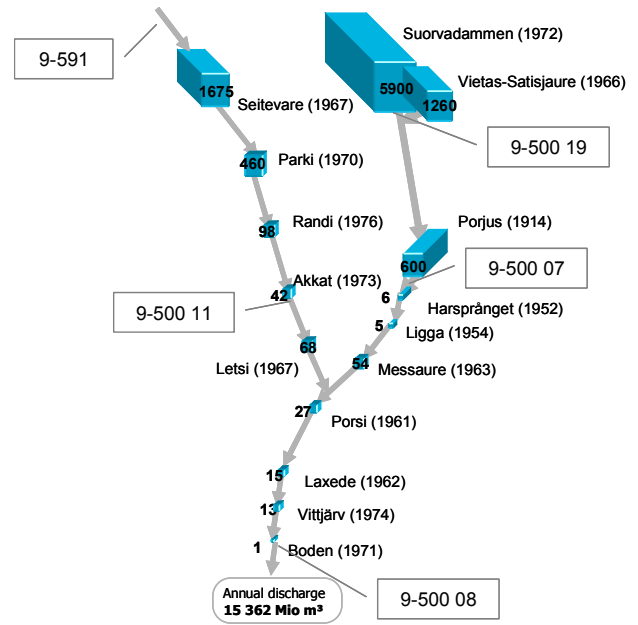 Suorvadammen (1972)
9-591
Vietas-Satisjaure (1966)
1675
5900
1260
Seitevare (1967)
9-500 19
Parki (1970)
460
Randi (1976)
98
Porjus (1914)
600
9-500 07
Akkat (1973)
42
6
Harsprånget (1952)
9-500 11
5
Ligga (1954)
68
Letsi (1967)
54
Messaure (1963)
27
Porsi (1961)
15
Laxede (1962)
13
Vittjärv (1974)
1
Boden (1971)
9-500 08
Annual discharge
15 362 Mio m³